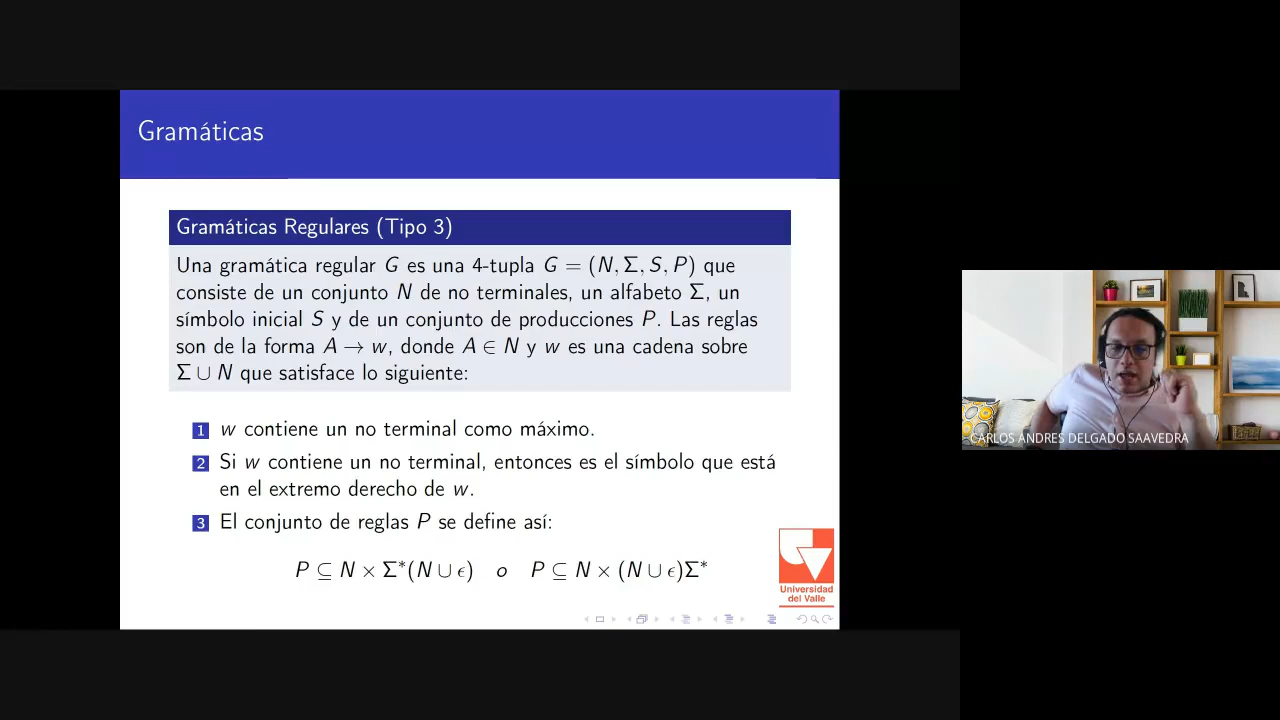 Gramáticas
Gramáticas Regulares (Tipo 3)
Una gramática regular G es una 4-tupla G = (N, Σ, S, P) que
consiste de un conjunto N de no terminales, un alfabeto Σ, un
símbolo inicial S y de un conjunto de producciones P. Las reglas
son de la forma A → w, donde A ∈ N y w es una cadena sobre
Σ ∪ N que satisface lo siguiente:
1 w contiene un no terminal como máximo.
2 Si w contiene un no terminal, entonces es el símbolo que está
en el extremo derecho de w.
3 El conjunto de reglas P se define así:
P ⊆ N × Σ*(N ∪ ϵ) o P ⊆ N × (N ∪ ϵ)Σ*
Universidad
del Valle
CARLOS ANDRES DELGADO SAAVEDRA